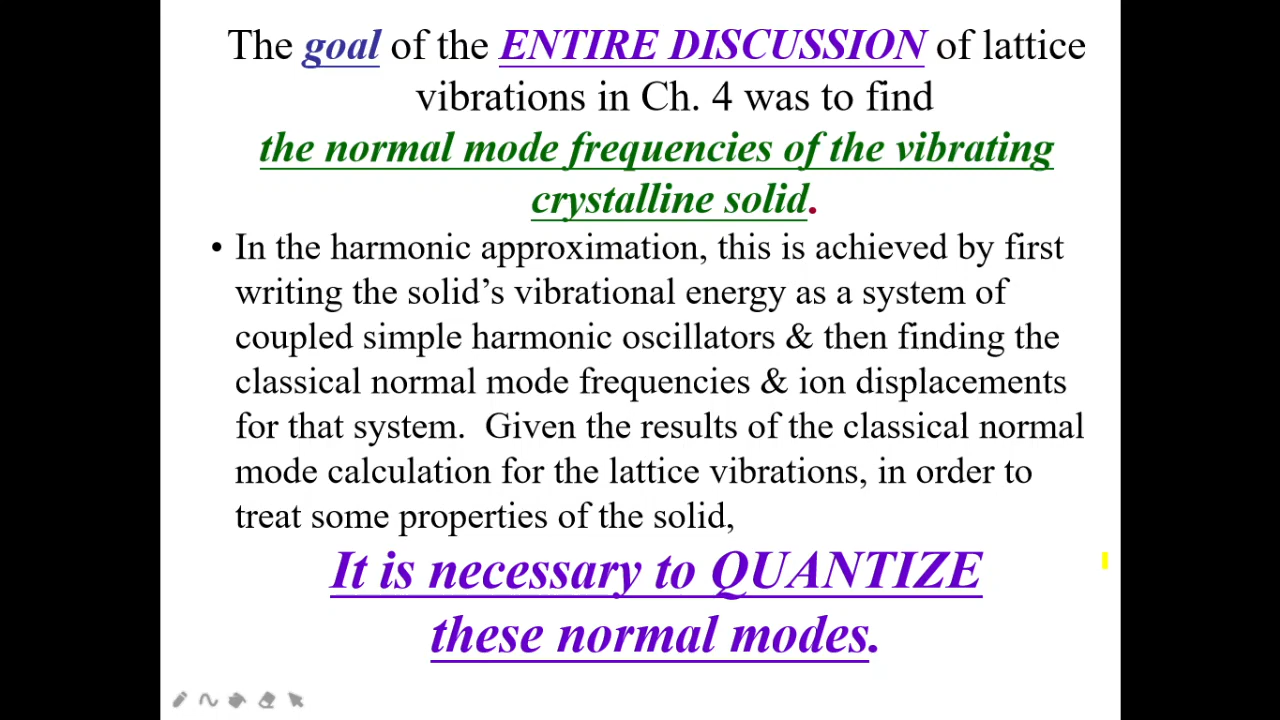 The goal of the ENTIRE DISCUSSION of lattice
vibrations in Ch. 4 was to find
the normal mode frequencies of the vibrating
crystalline solid.
• In the harmonic approximation, this is achieved by first
writing the solid’s vibrational energy as a system of
coupled simple harmonic oscillators & then finding the
classical normal mode frequencies & ion displacements
for that system.  Given the results of the classical normal
mode calculation for the lattice vibrations, in order to
treat some properties of the solid,
It is necessary to QUANTIZE
these normal modes.